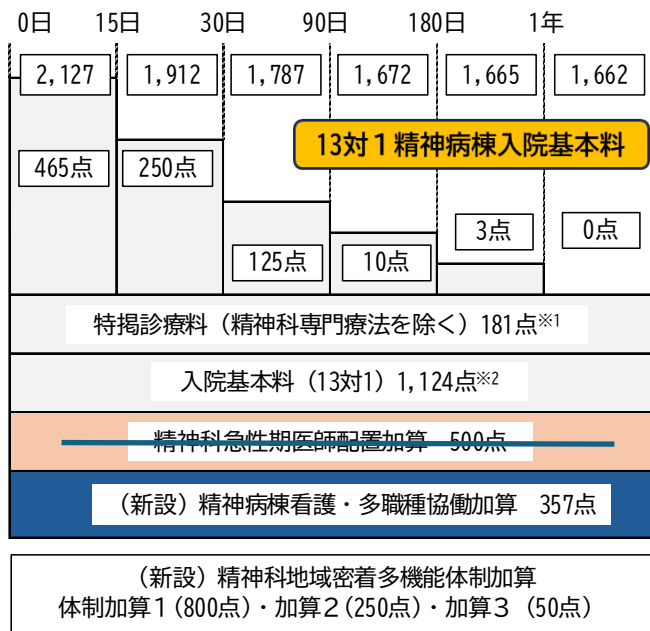 0日 15日 30日 90日 180日 1年
2,127 1,912 1,787 1,672 1,665 1,662
13対１精神病棟入院基本料
465点 250点 125点 10点 3点 0点
特掲診療料（精神科専門療法を除く）181点※1
入院基本料（13対1）1,124点※2
精神科急性期医師配置加算　500点
（新設）精神病棟看護・多職種協働加算　357点
（新設）精神科地域密着多機能体制加算
体制加算１(800点)・加算２(250点)・加算３（50点）